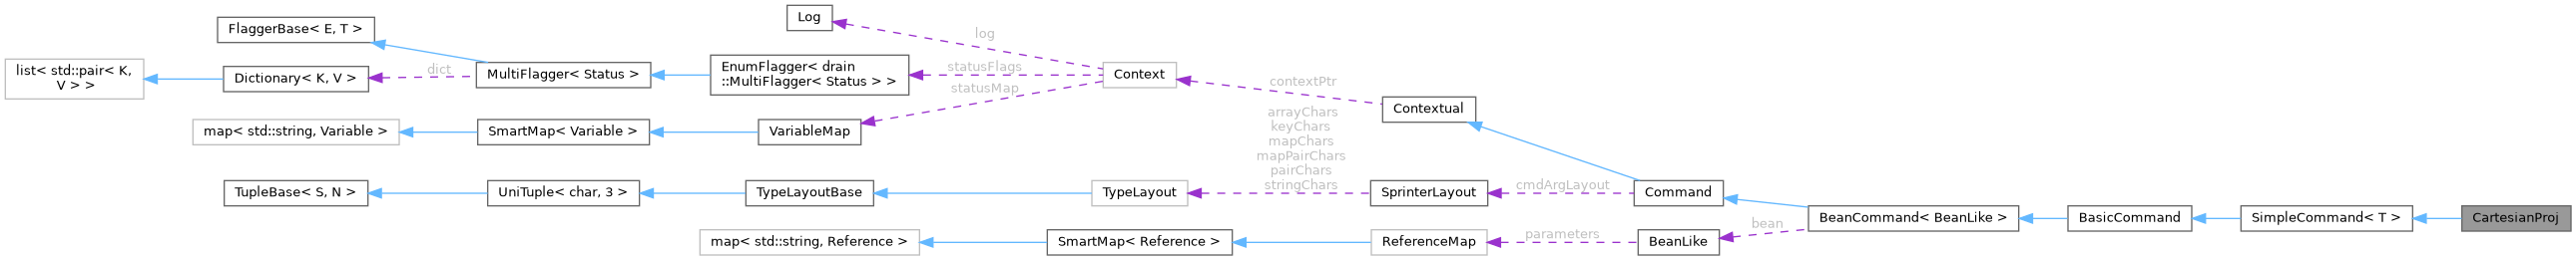 Log
FlaggerBase< E, T >
log
list< std::pair< K,
V > >
Dictionary< K, V >
dict
MultiFlagger< Status >
EnumFlagger< drain
::MultiFlagger< Status > >
statusFlags
statusMap
Context
contextPtr
Contextual
map< std::string, Variable >
SmartMap< Variable >
VariableMap
arrayChars
keyChars
mapChars
mapPairChars
pairChars
stringChars
TupleBase< S, N >
UniTuple< char, 3 >
TypeLayoutBase
TypeLayout
SprinterLayout
cmdArgLayout
Command
BeanCommand< BeanLike >
BasicCommand
SimpleCommand< T >
CartesianProj
map< std::string, Reference >
SmartMap< Reference >
ReferenceMap
parameters
BeanLike
bean